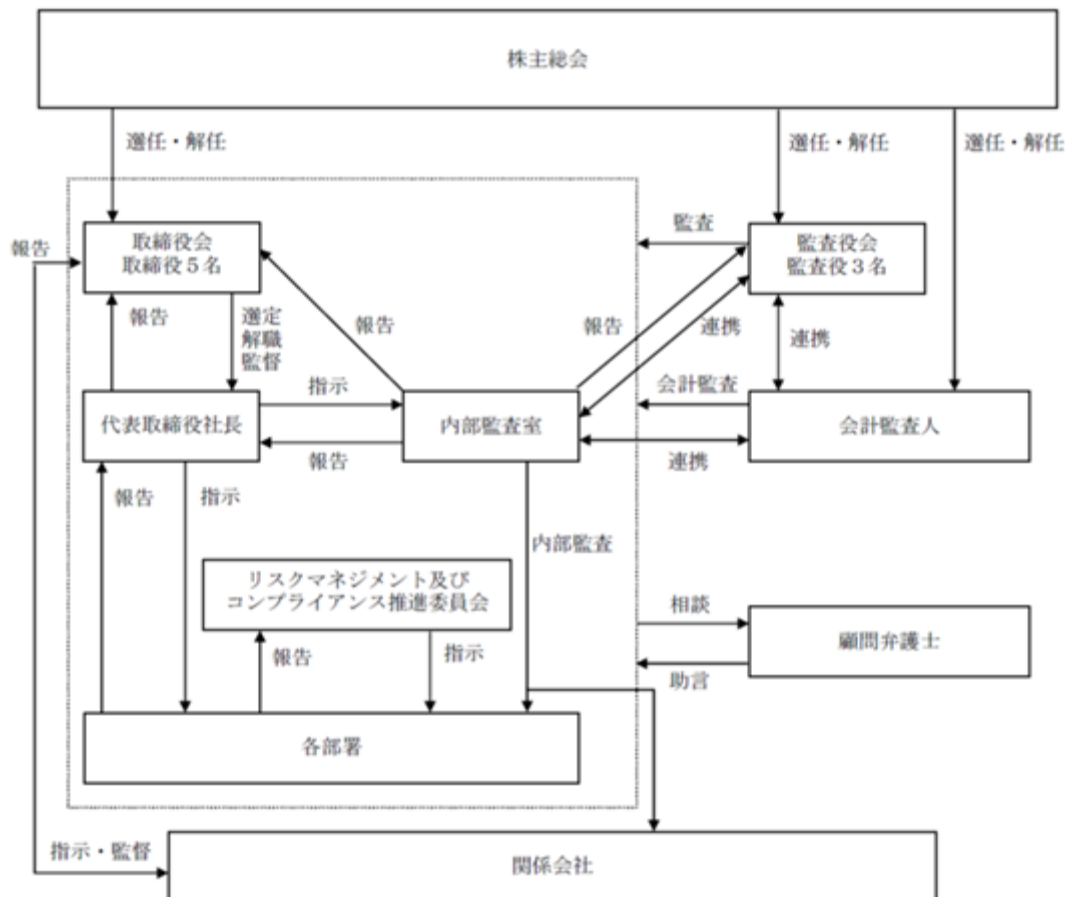 株主総会
選任・解任
選任・解任
選任・解任
報告
取締役会
取締役５名
監査
監査役会
監査役３名
報告
選定
解職
監督
報告
報告
連携
連携
指示
会計監査
代表取締役社長
内部監査室
会計監査人
報告
連携
報告
指示
内部監査
リスクマネジメント及び
コンプライアンス推進委員会
相談
顧問弁護士
報告
指示
助言
各部署
指示・監督
関係会社